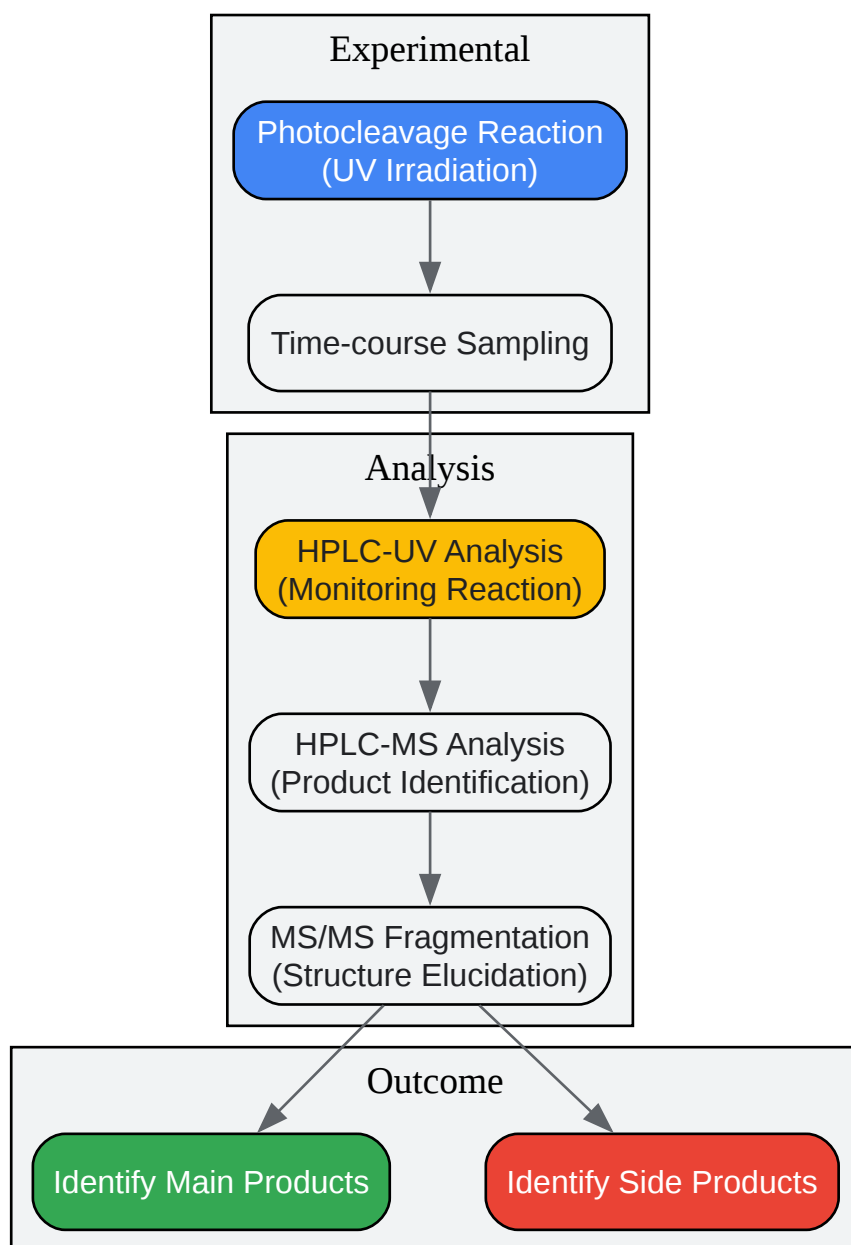 Experimental
Photocleavage Reaction
(UV Irradiation)
Time-course Sampling
Analysis
HPLC-UV Analysis
(Monitoring Reaction)
HPLC-MS Analysis
(Product Identification)
MS/MS Fragmentation
(Structure Elucidation)
Outcome
Identify Main Products
Identify Side Products